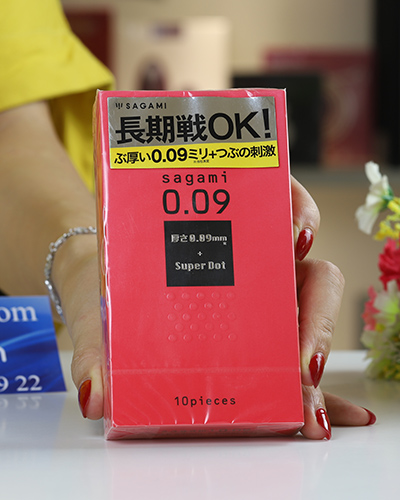 SAGAMI
長期戦OK!
ぶ厚い0.09ミリ+つぶの刺激
sagami
0.09
厚さ0.09mm
+
Super Dot
10pieces
om
9 22